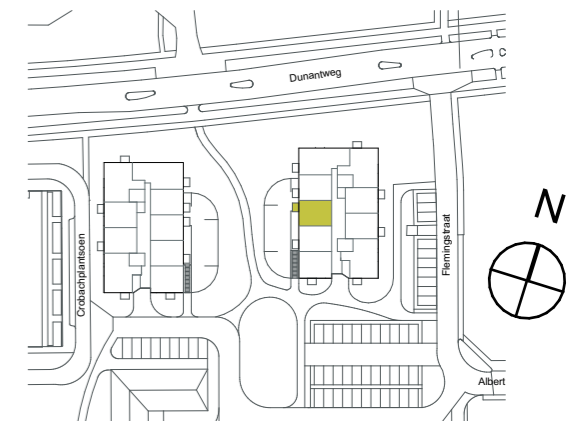 Dunantweg
C
N
Flemingstraat
Crobachplantsoen
Albert